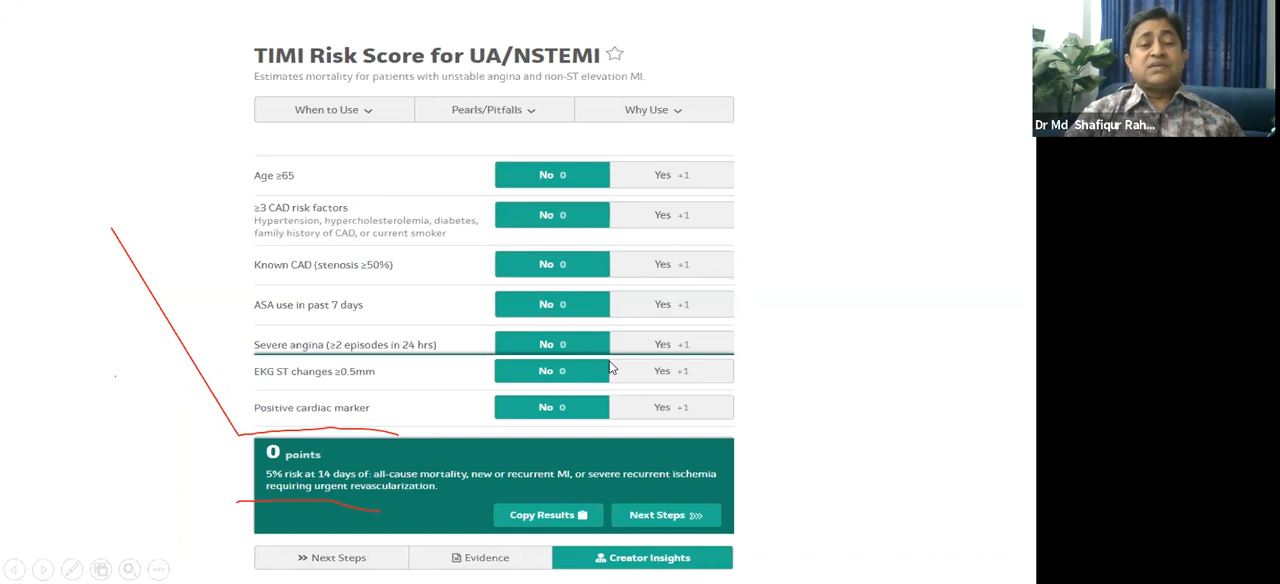 TIMI Risk Score for UA/NSTEMI
Estimates mortality for patients with unstable angina and non-ST elevation MI.
When to Use
Pearls/Pitfalls
Why Use
Age ≥65
No 0
Yes +1
≥3 CAD risk factors
Hypertension, hypercholesterolemia, diabetes,
family history of CAD, or current smoker
No 0
Yes +1
Known CAD (stenosis ≥50%)
No 0
Yes +1
ASA use in past 7 days
No 0
Yes +1
Severe angina (≥2 episodes in 24 hrs)
No 0
Yes +1
EKG ST changes ≥0.5mm
No 0
Yes +1
Positive cardiac marker
No 0
Yes +1
0 points
5% risk at 14 days of: all-cause mortality, new or recurrent MI, or severe recurrent ischemia
requiring urgent revascularization.
Copy Results
Next Steps
Next Steps
Evidence
Creator Insights
Dr Md Shafiqur Rah...